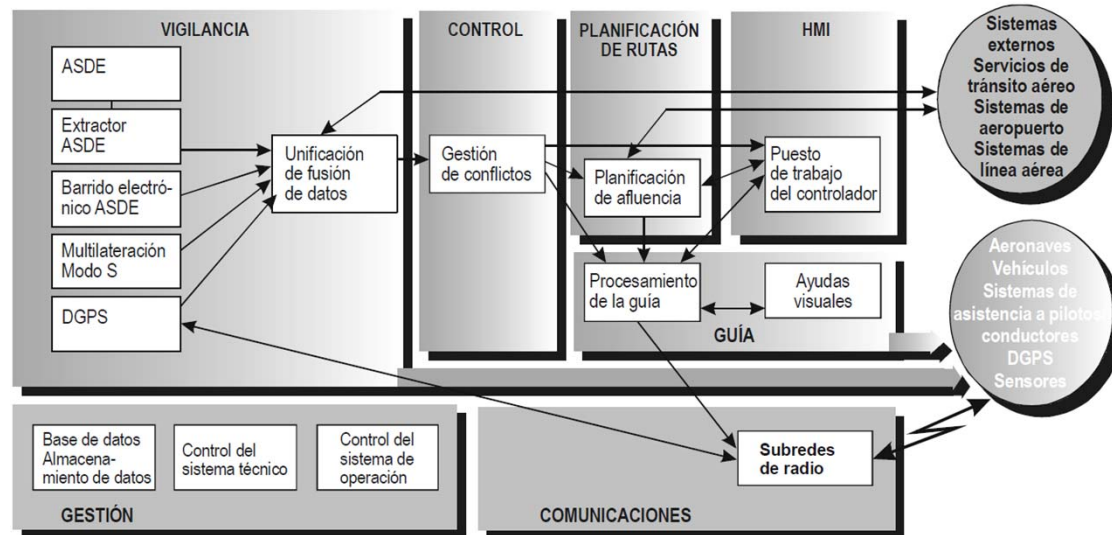 VIGILANCIA
CONTROL
PLANIFICACIÓN
DE RUTAS
HMI
Sistemas
externos
Servicios de
tránsito aéreo
Sistemas de
aeropuerto
Sistemas de
línea aérea
ASDE
Extractor
ASDE
Barrido electró-
nico ASDE
Multilateración
Modo S
DGPS
Unificación
de fusión
de datos
Gestión
de conflictos
Planificación
de afluencia
Puesto
de trabajo
del controlador
Procesamiento
de la guía
Ayudas
visuales
GUÍA
Aeronaves
Vehículos
Sistemas de
asistencia a pilotos/
conductores
DGPS
Sensores
Base de datos
Almacena-
miento de datos
Control del
sistema técnico
Control del
sistema de
operación
GESTIÓN
Subredes
de radio
COMUNICACIONES